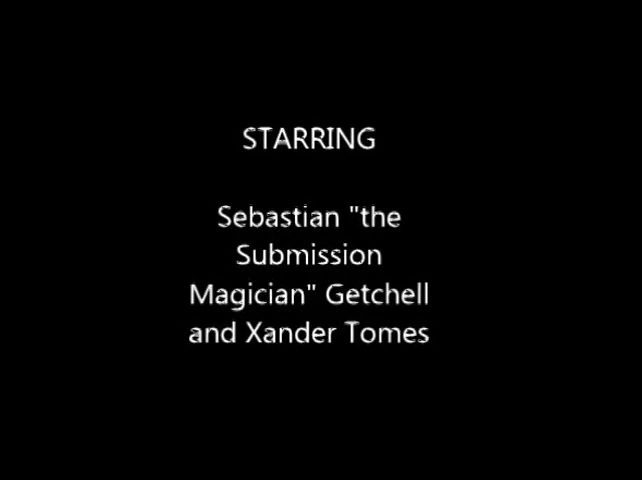 STARRING
Sebastian "the
Submission
Magician" Getchell
and Xander Tomes